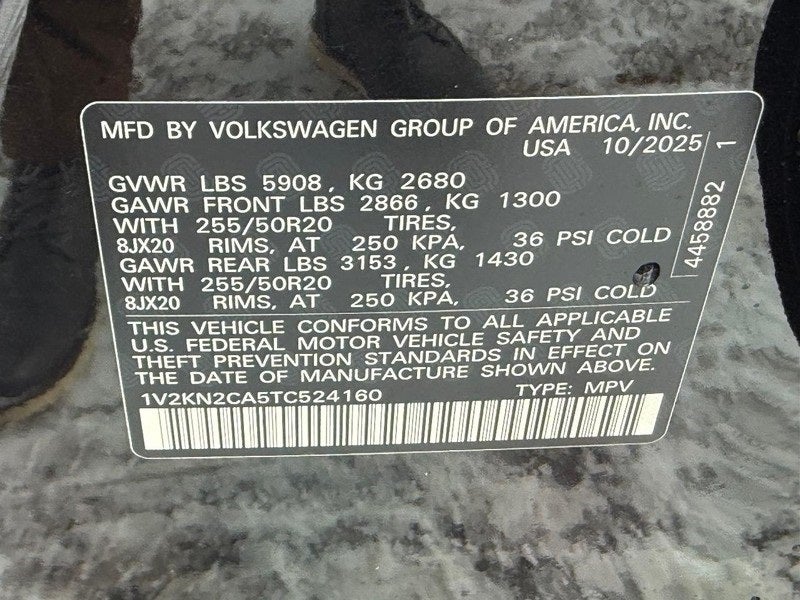 MFD BY VOLKSWAGEN GROUP OF AMERICA, INC.
USA 10/2025
GVWR LBS 5908, KG 2680
GAWR FRONT LBS 2866, KG 1300
WITH 255/50R20 TIRES,
8JX20 RIMS, AT 250 KPA, 36 PSI COLD
GAWR REAR LBS 3153, KG 1430
WITH 255/50R20 TIRES,
8JX20 RIMS, AT 250 KPA, 36 PSI COLD
THIS VEHICLE CONFORMS TO ALL APPLICABLE
U.S. FEDERAL MOTOR VEHICLE SAFETY AND
THEFT PREVENTION STANDARDS IN EFFECT ON
THE DATE OF MANUFACTURE SHOWN ABOVE.
1V2KN2CA5TC524160 TYPE: MPV
4458882 1